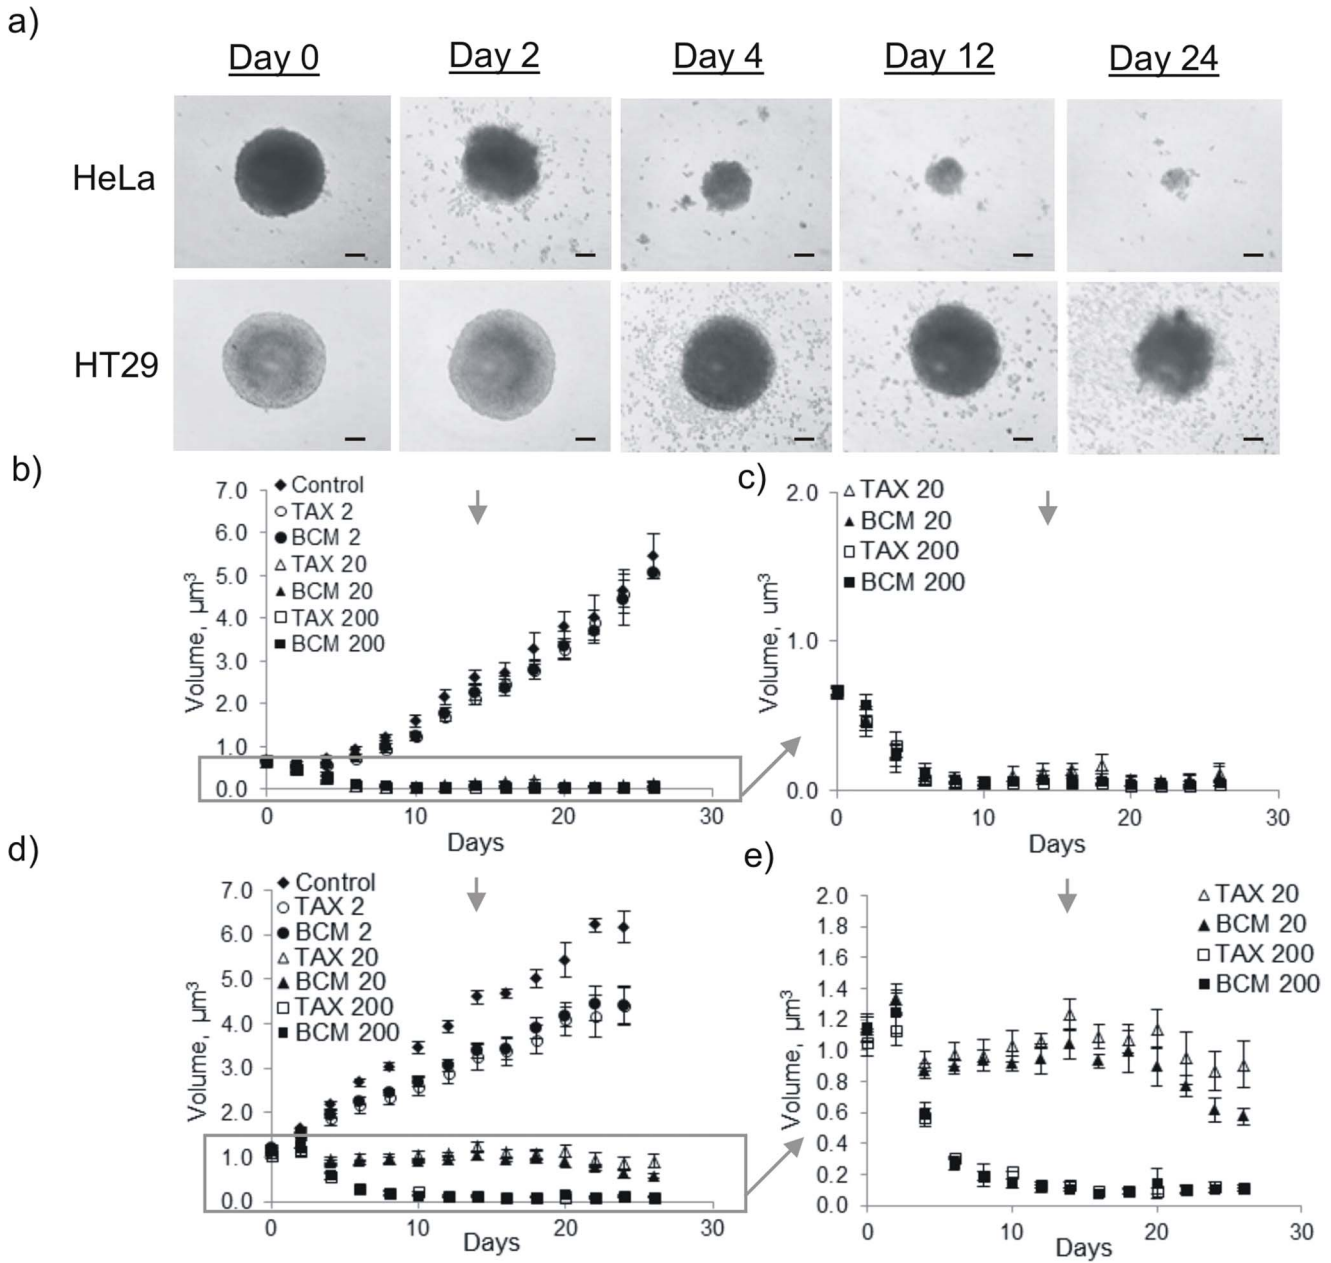 a)
Day 0
Day 2
Day 4
Day 12
Day 24
HeLa
HT29
b)
7.0
6.0
5.0
4.0
3.0
2.0
1.0
0.0
Volume, µm³
Control
TAX 2
BCM 2
TAX 20
BCM 20
TAX 200
BCM 200
0
10
20
30
Days
c)
2.0
1.0
0.0
Volume, um³
TAX 20
BCM 20
TAX 200
BCM 200
0
10
20
30
Days
d)
7.0
6.0
5.0
4.0
3.0
2.0
1.0
0.0
Volume, µm³
Control
TAX 2
BCM 2
TAX 20
BCM 20
TAX 200
BCM 200
0
10
20
30
Days
e)
2.0
1.8
1.6
1.4
1.2
1.0
0.8
0.6
0.4
0.2
0.0
Volume, µm³
TAX 20
BCM 20
TAX 200
BCM 200
0
10
20
30
Days